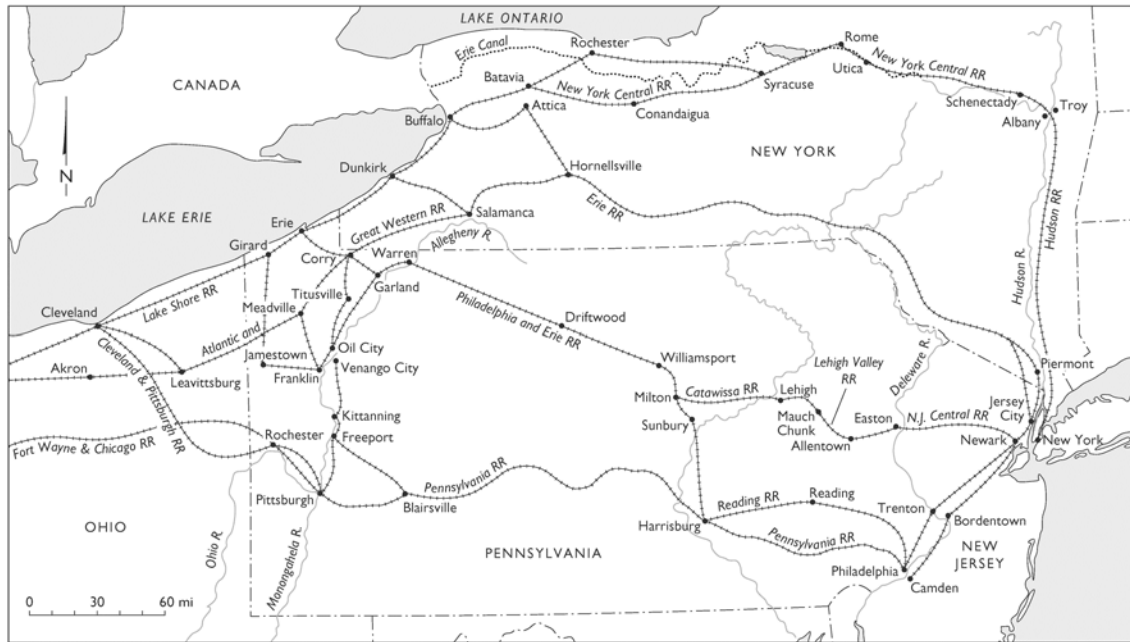 LAKE ONTARIO
Rome
Rochester
Erie Canal
New York Central RR
Utica
Batavia
CANADA
New York Central RR
Syracuse
Attica
Schenectady
Troy
Conandaigua
Albany
Buffalo
N
NEW YORK
Dunkirk
Hornellsville
LAKE ERIE
Great Western RR
Salamanca
Erie RR
Hudson RR
Erie
Allegheny R.
Girard
Corry
Warren
Hudson R.
Garland
Lake Shore RR
Titusville
Meadville
Philadelphia and Erie RR
Cleveland
Driftwood
Atlantic and
Oil City
Deleware R.
Akron
Jamestown
Venango City
Williamsport
Lehigh Valley
RR
Piermont
Leavittsburg
Franklin
Cleveland & Pittsburgh RR
Milton
Catawissa RR
Lehigh
Jersey
City
Kittanning
Sunbury
Mauch
Chunk
Easton
N.J. Central RR
Rochester
Freeport
Allentown
Newark
New York
Fort Wayne & Chicago RR
Pennsylvania RR
Pittsburgh
Blairsville
Reading RR
Reading
Trenton
Bordentown
OHIO
Ohio R.
Monongahela R.
Harrisburg
Pennsylvania RR
PENNSYLVANIA
NEW
JERSEY
Philadelphia
Camden
0 30 60 mi